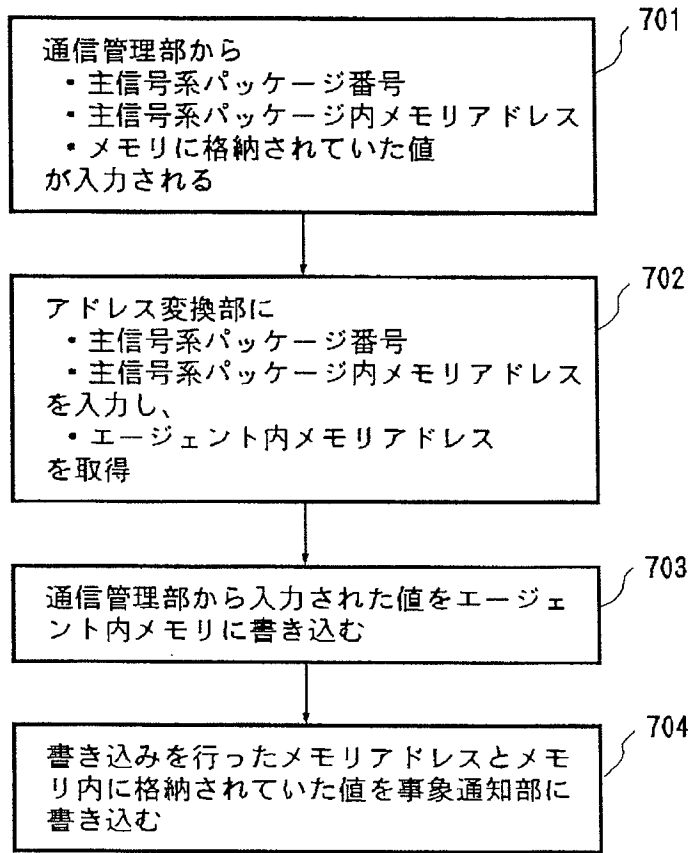 701
通信管理部から
・主信号系パッケージ番号
・主信号系パッケージ内メモリアドレス
・メモリに格納されていた値
が入力される
702
アドレス変換部に
・主信号系パッケージ番号
・主信号系パッケージ内メモリアドレス
を入力し、
・エージェント内メモリアドレス
を取得
703
通信管理部から入力された値をエージェ
ント内メモリに書き込む
704
書き込みを行ったメモリアドレスとメモ
リ内に格納されていた値を事象通知部に
書き込む